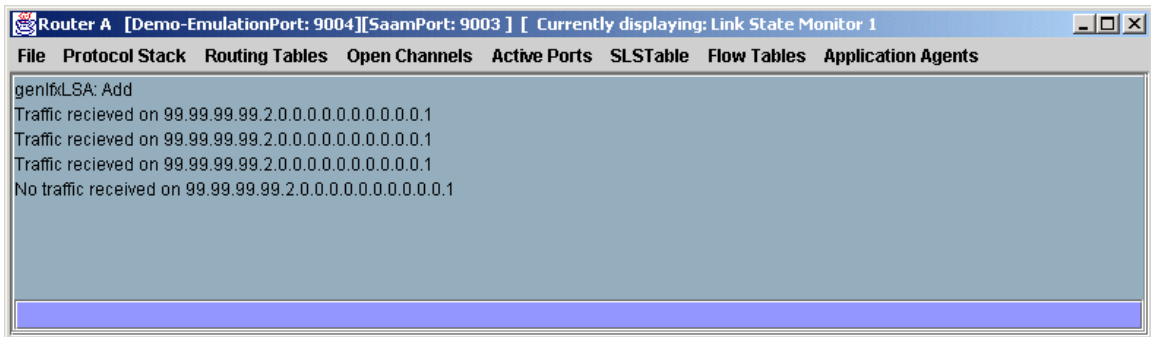 Router A [Demo-EmulationPort: 9004][SaamPort: 9003 ] [ Currently displaying: Link State Monitor 1
File Protocol Stack Routing Tables Open Channels Active Ports SLSTable Flow Tables Application Agents
genIfxLSA: Add
Traffic recieved on 99.99.99.99.2.0.0.0.0.0.0.0.0.0.0.1
Traffic recieved on 99.99.99.99.2.0.0.0.0.0.0.0.0.0.0.1
Traffic recieved on 99.99.99.99.2.0.0.0.0.0.0.0.0.0.0.1
No traffic received on 99.99.99.99.2.0.0.0.0.0.0.0.0.0.0.1